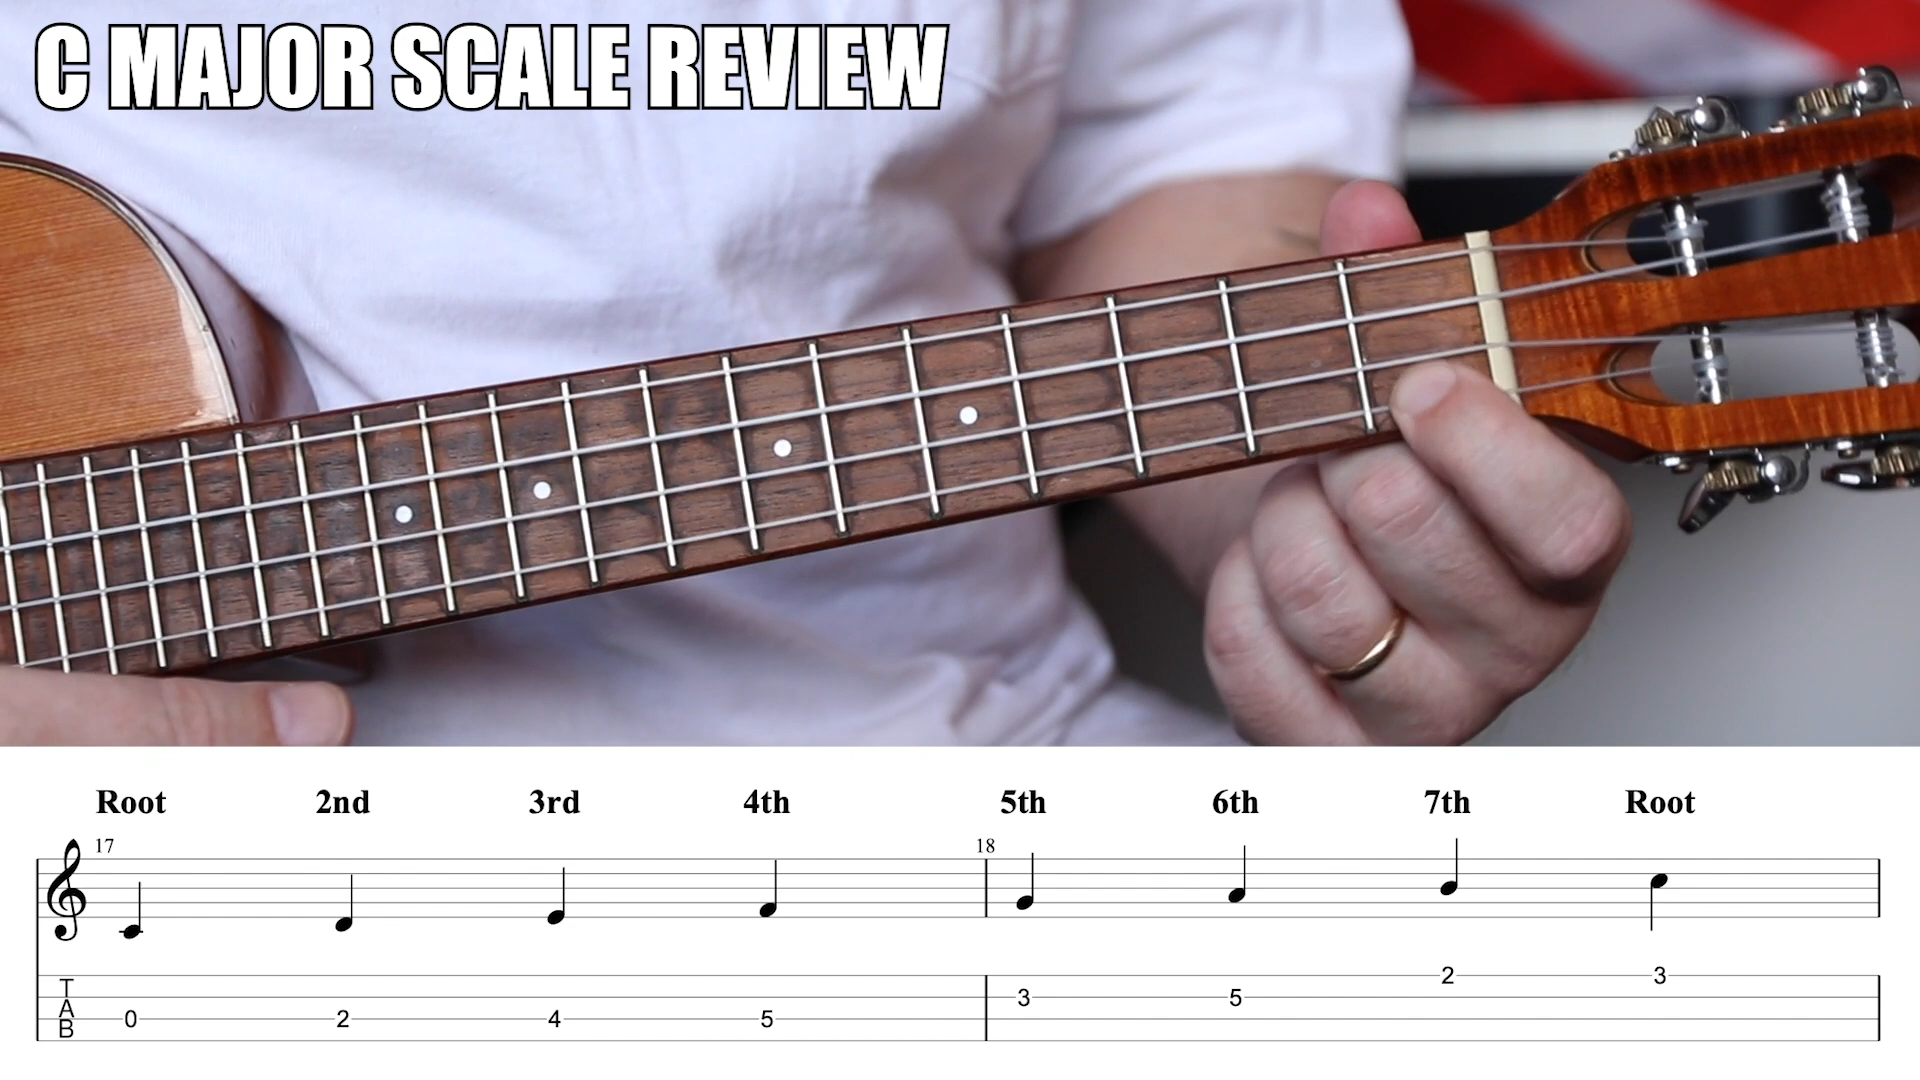 C MAJOR SCALE REVIEW
Root 2nd 3rd 4th 5th 6th 7th Root
17 18
T
A
B
2 3
3 5
0 2 4 5